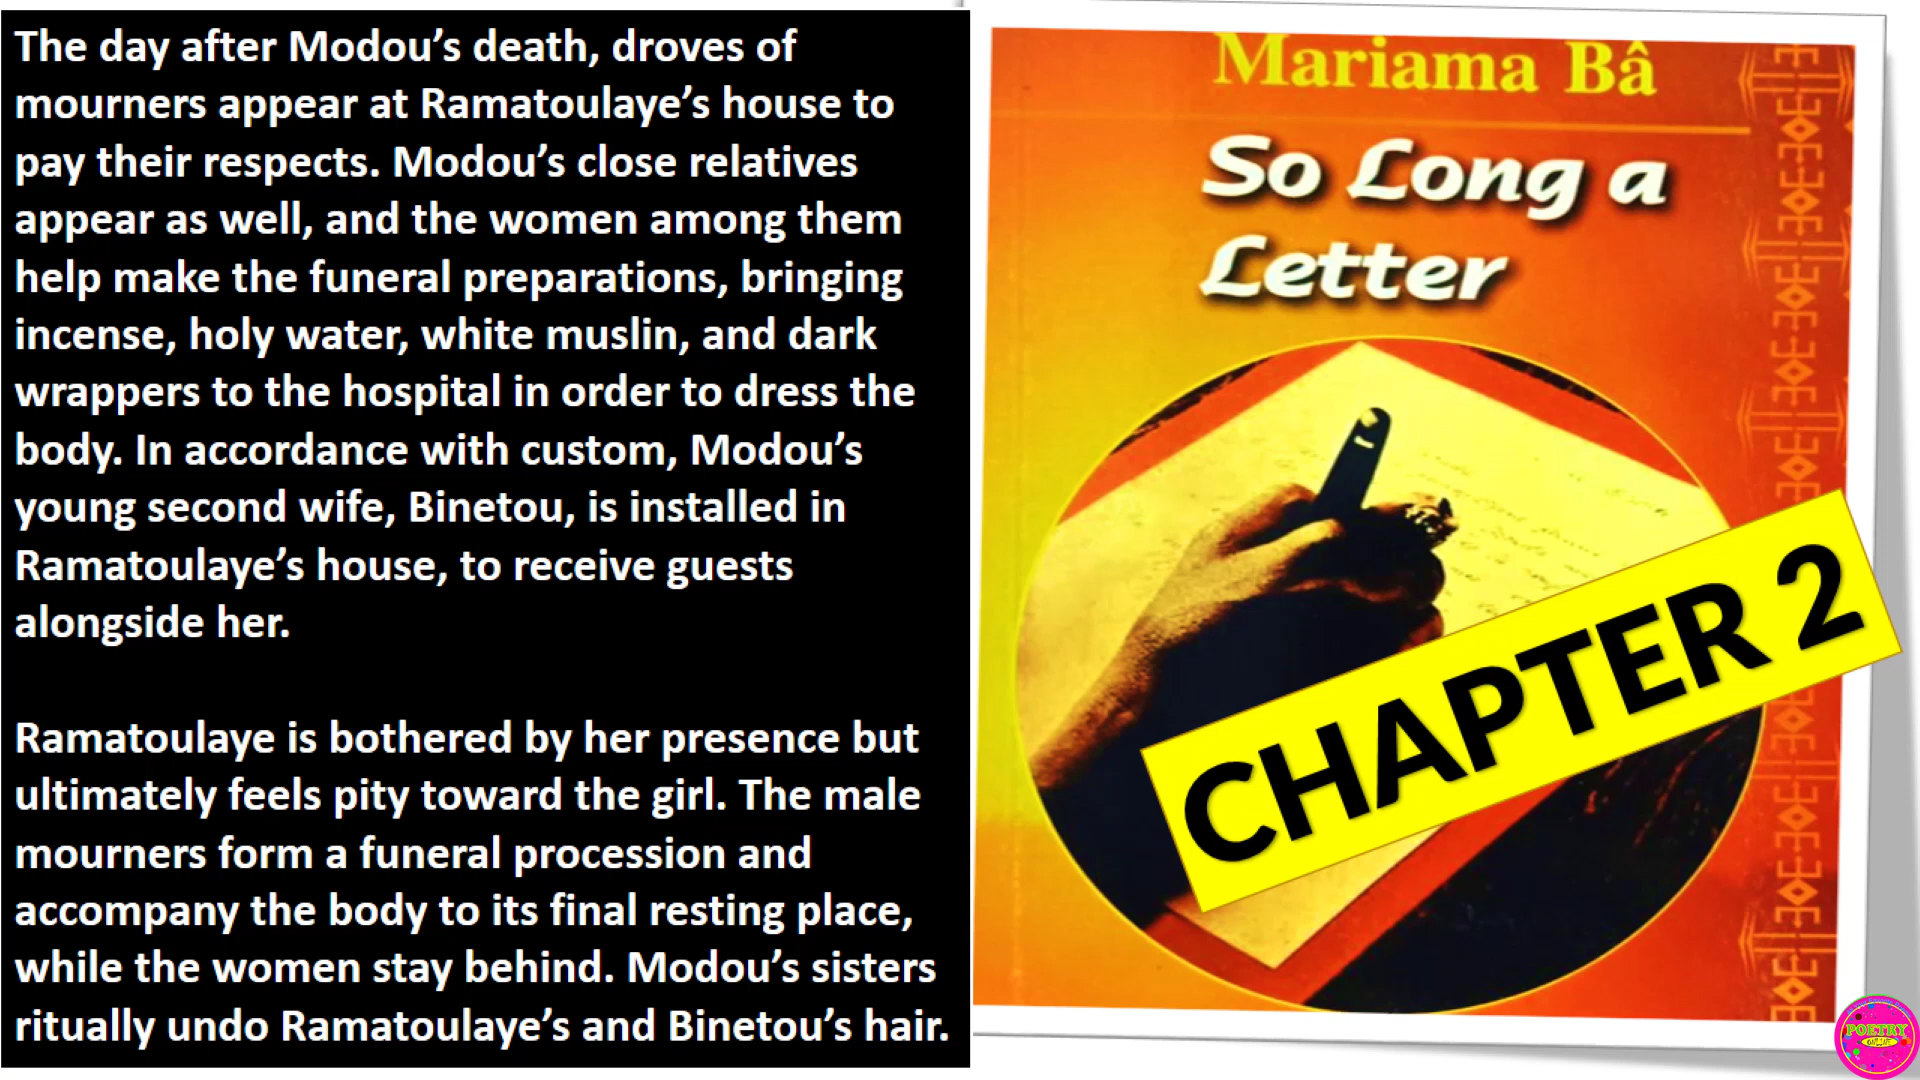 The day after Modou’s death, droves of
mourners appear at Ramatoulaye’s house to
pay their respects. Modou’s close relatives
appear as well, and the women among them
help make the funeral preparations, bringing
incense, holy water, white muslin, and dark
wrappers to the hospital in order to dress the
body. In accordance with custom, Modou’s
young second wife, Binetou, is installed in
Ramatoulaye’s house, to receive guests
alongside her.
Ramatoulaye is bothered by her presence but
ultimately feels pity toward the girl. The male
mourners form a funeral procession and
accompany the body to its final resting place,
while the women stay behind. Modou’s sisters
ritually undo Ramatoulaye’s and Binetou’s hair.
Mariama Bâ
So Long a
Letter
CHAPTER 2
POETRY
ONLINE